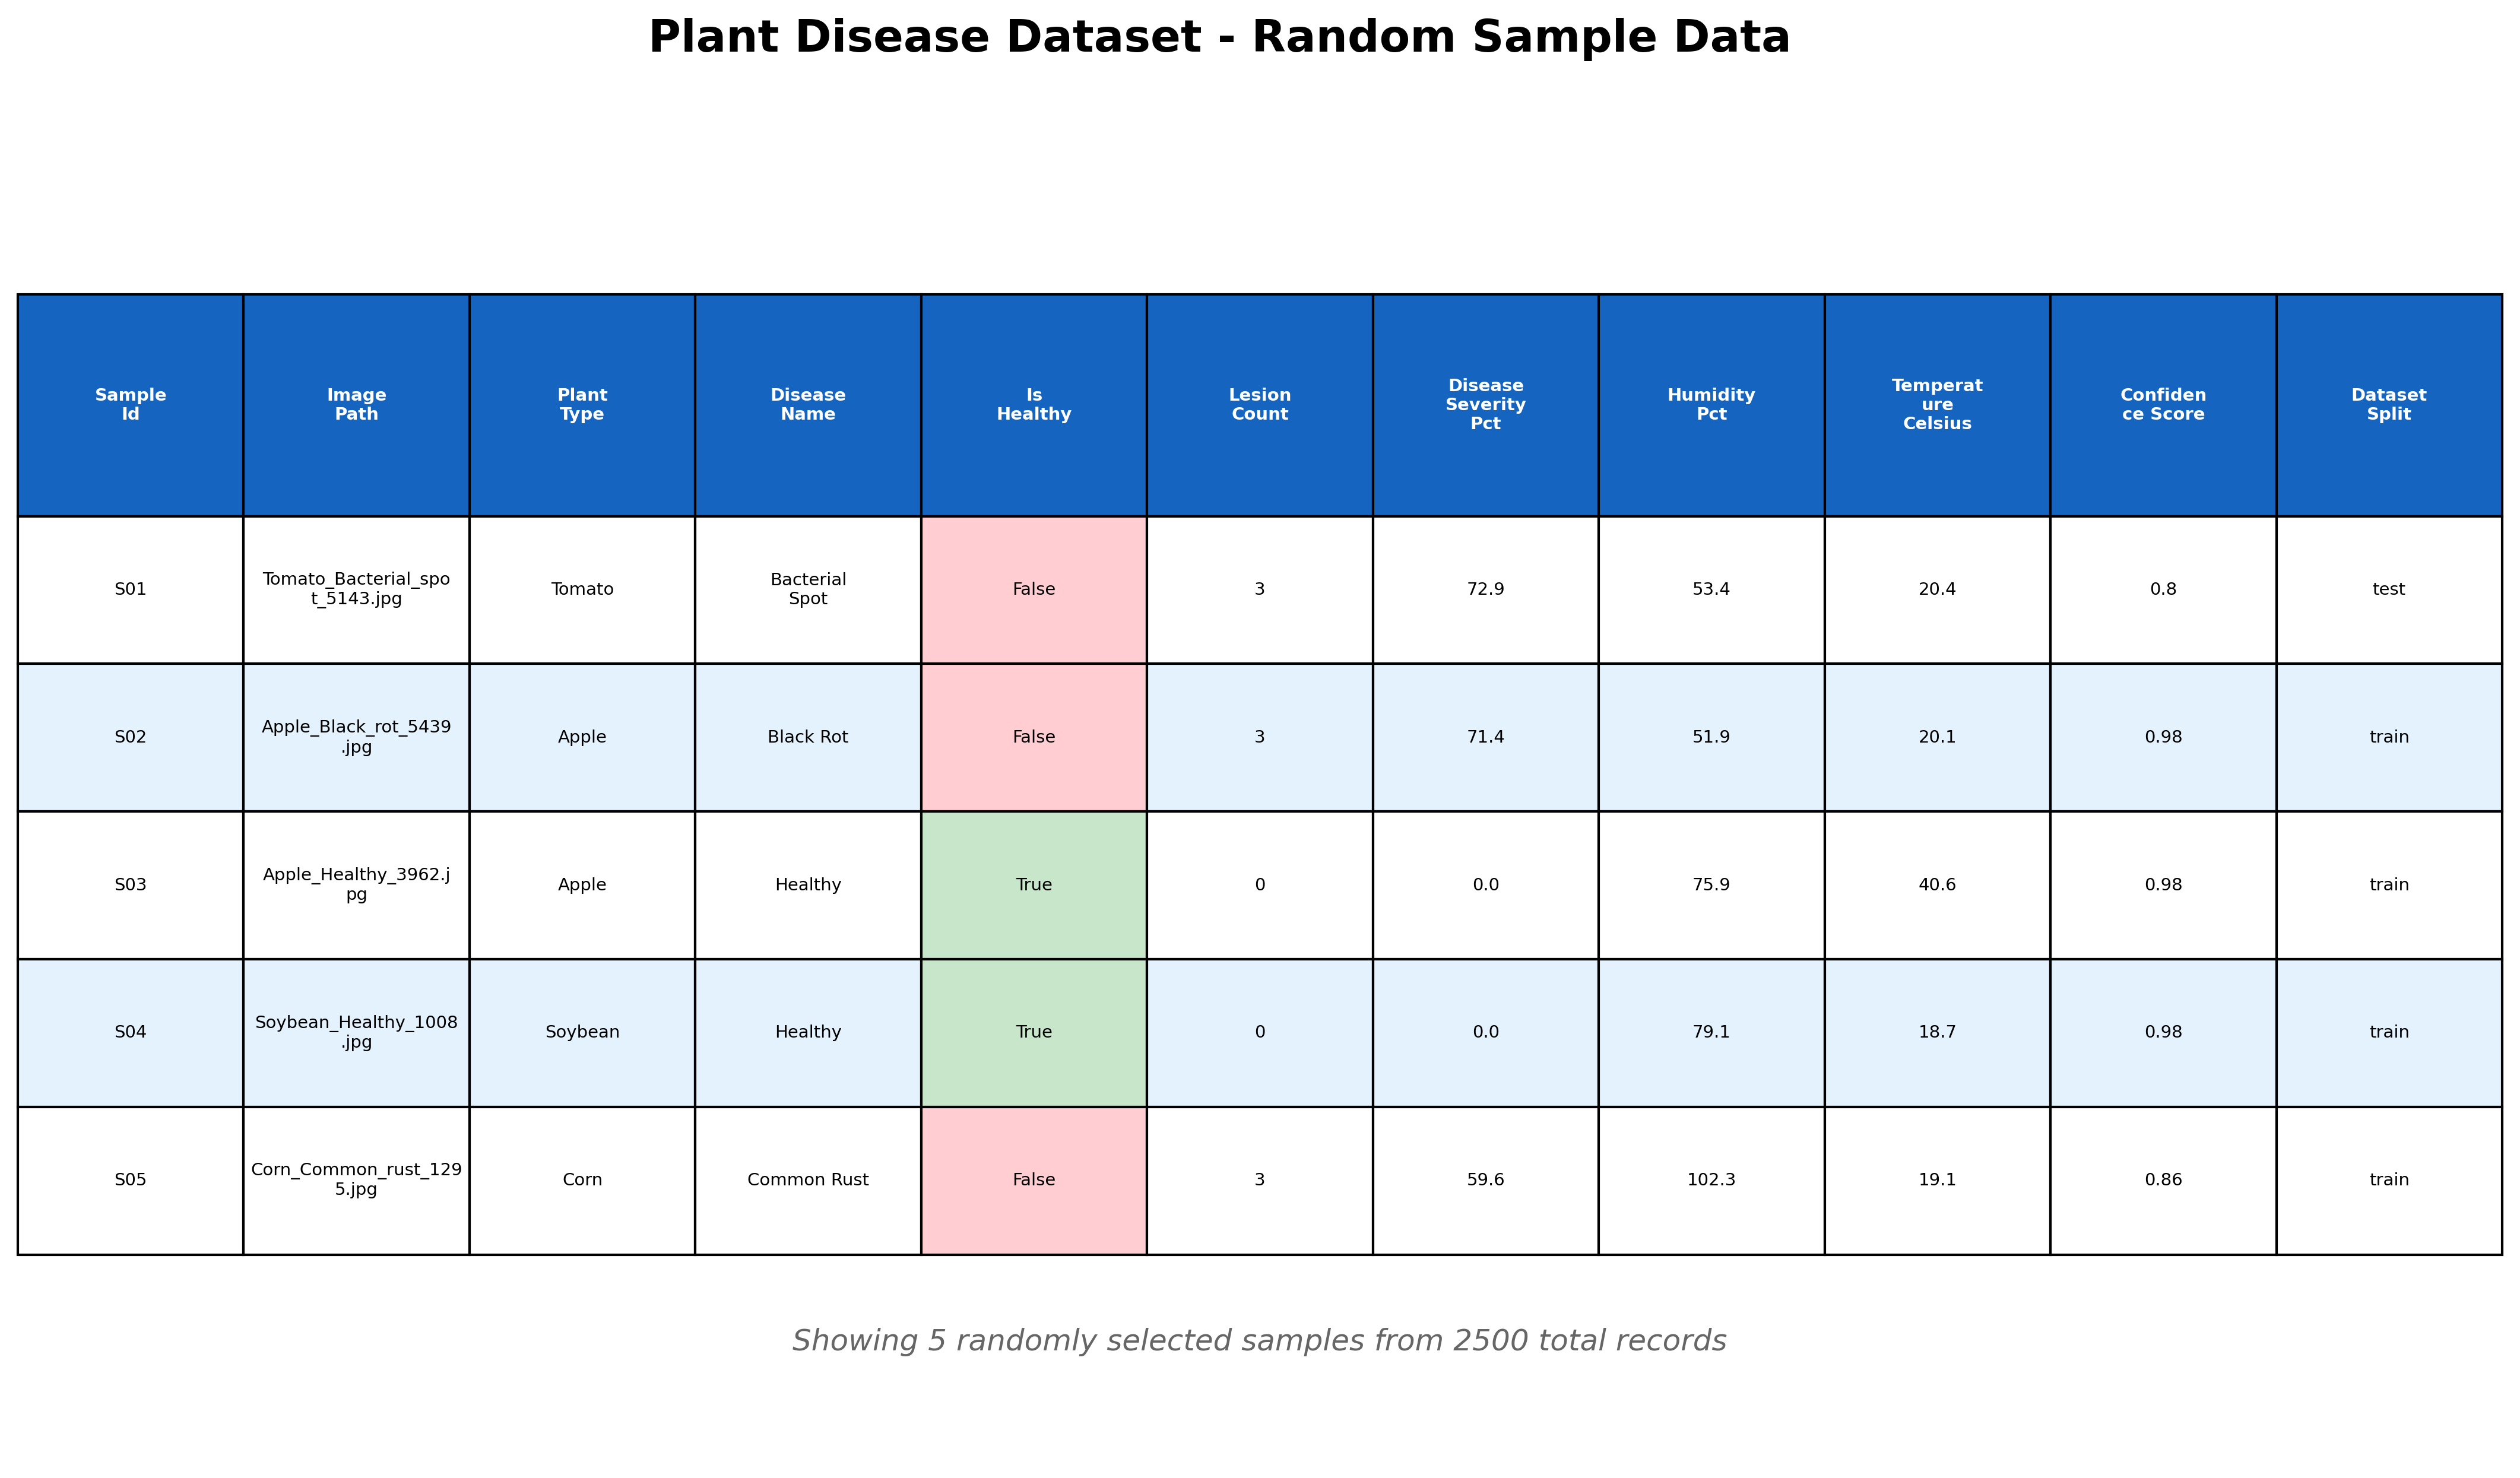 Plant Disease Dataset - Random Sample Data
Sample
Id
Image
Path
Plant
Type
Disease
Name
Is
Healthy
Lesion
Count
Disease
Severity
Pct
Humidity
Pct
Temperat
ure
Celsius
Confiden
ce Score
Dataset
Split
S01
Tomato_Bacterial_spo
t_5143.jpg
Tomato
Bacterial
Spot
False
3
72.9
53.4
20.4
0.8
test
S02
Apple_Black_rot_5439
.jpg
Apple
Black Rot
False
3
71.4
51.9
20.1
0.98
train
S03
Apple_Healthy_3962.j
pg
Apple
Healthy
True
0
0.0
75.9
40.6
0.98
train
S04
Soybean_Healthy_1008
.jpg
Soybean
Healthy
True
0
0.0
79.1
18.7
0.98
train
S05
Corn_Common_rust_129
5.jpg
Corn
Common Rust
False
3
59.6
102.3
19.1
0.86
train
Showing 5 randomly selected samples from 2500 total records